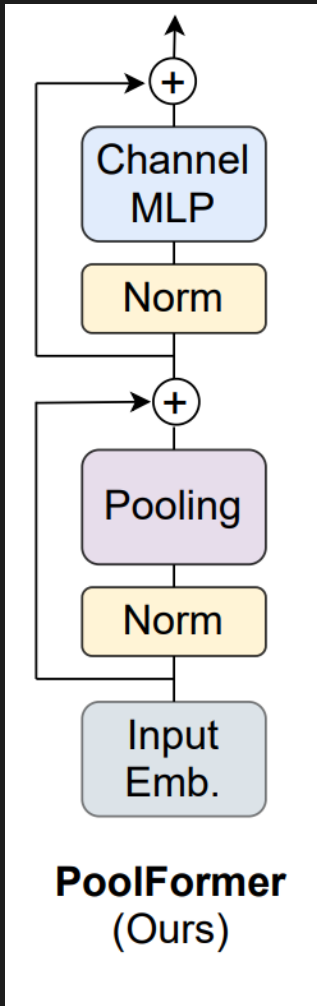 +
Channel
MLP
Norm
+
Pooling
Norm
Input
Emb.
PoolFormer
(Ours)